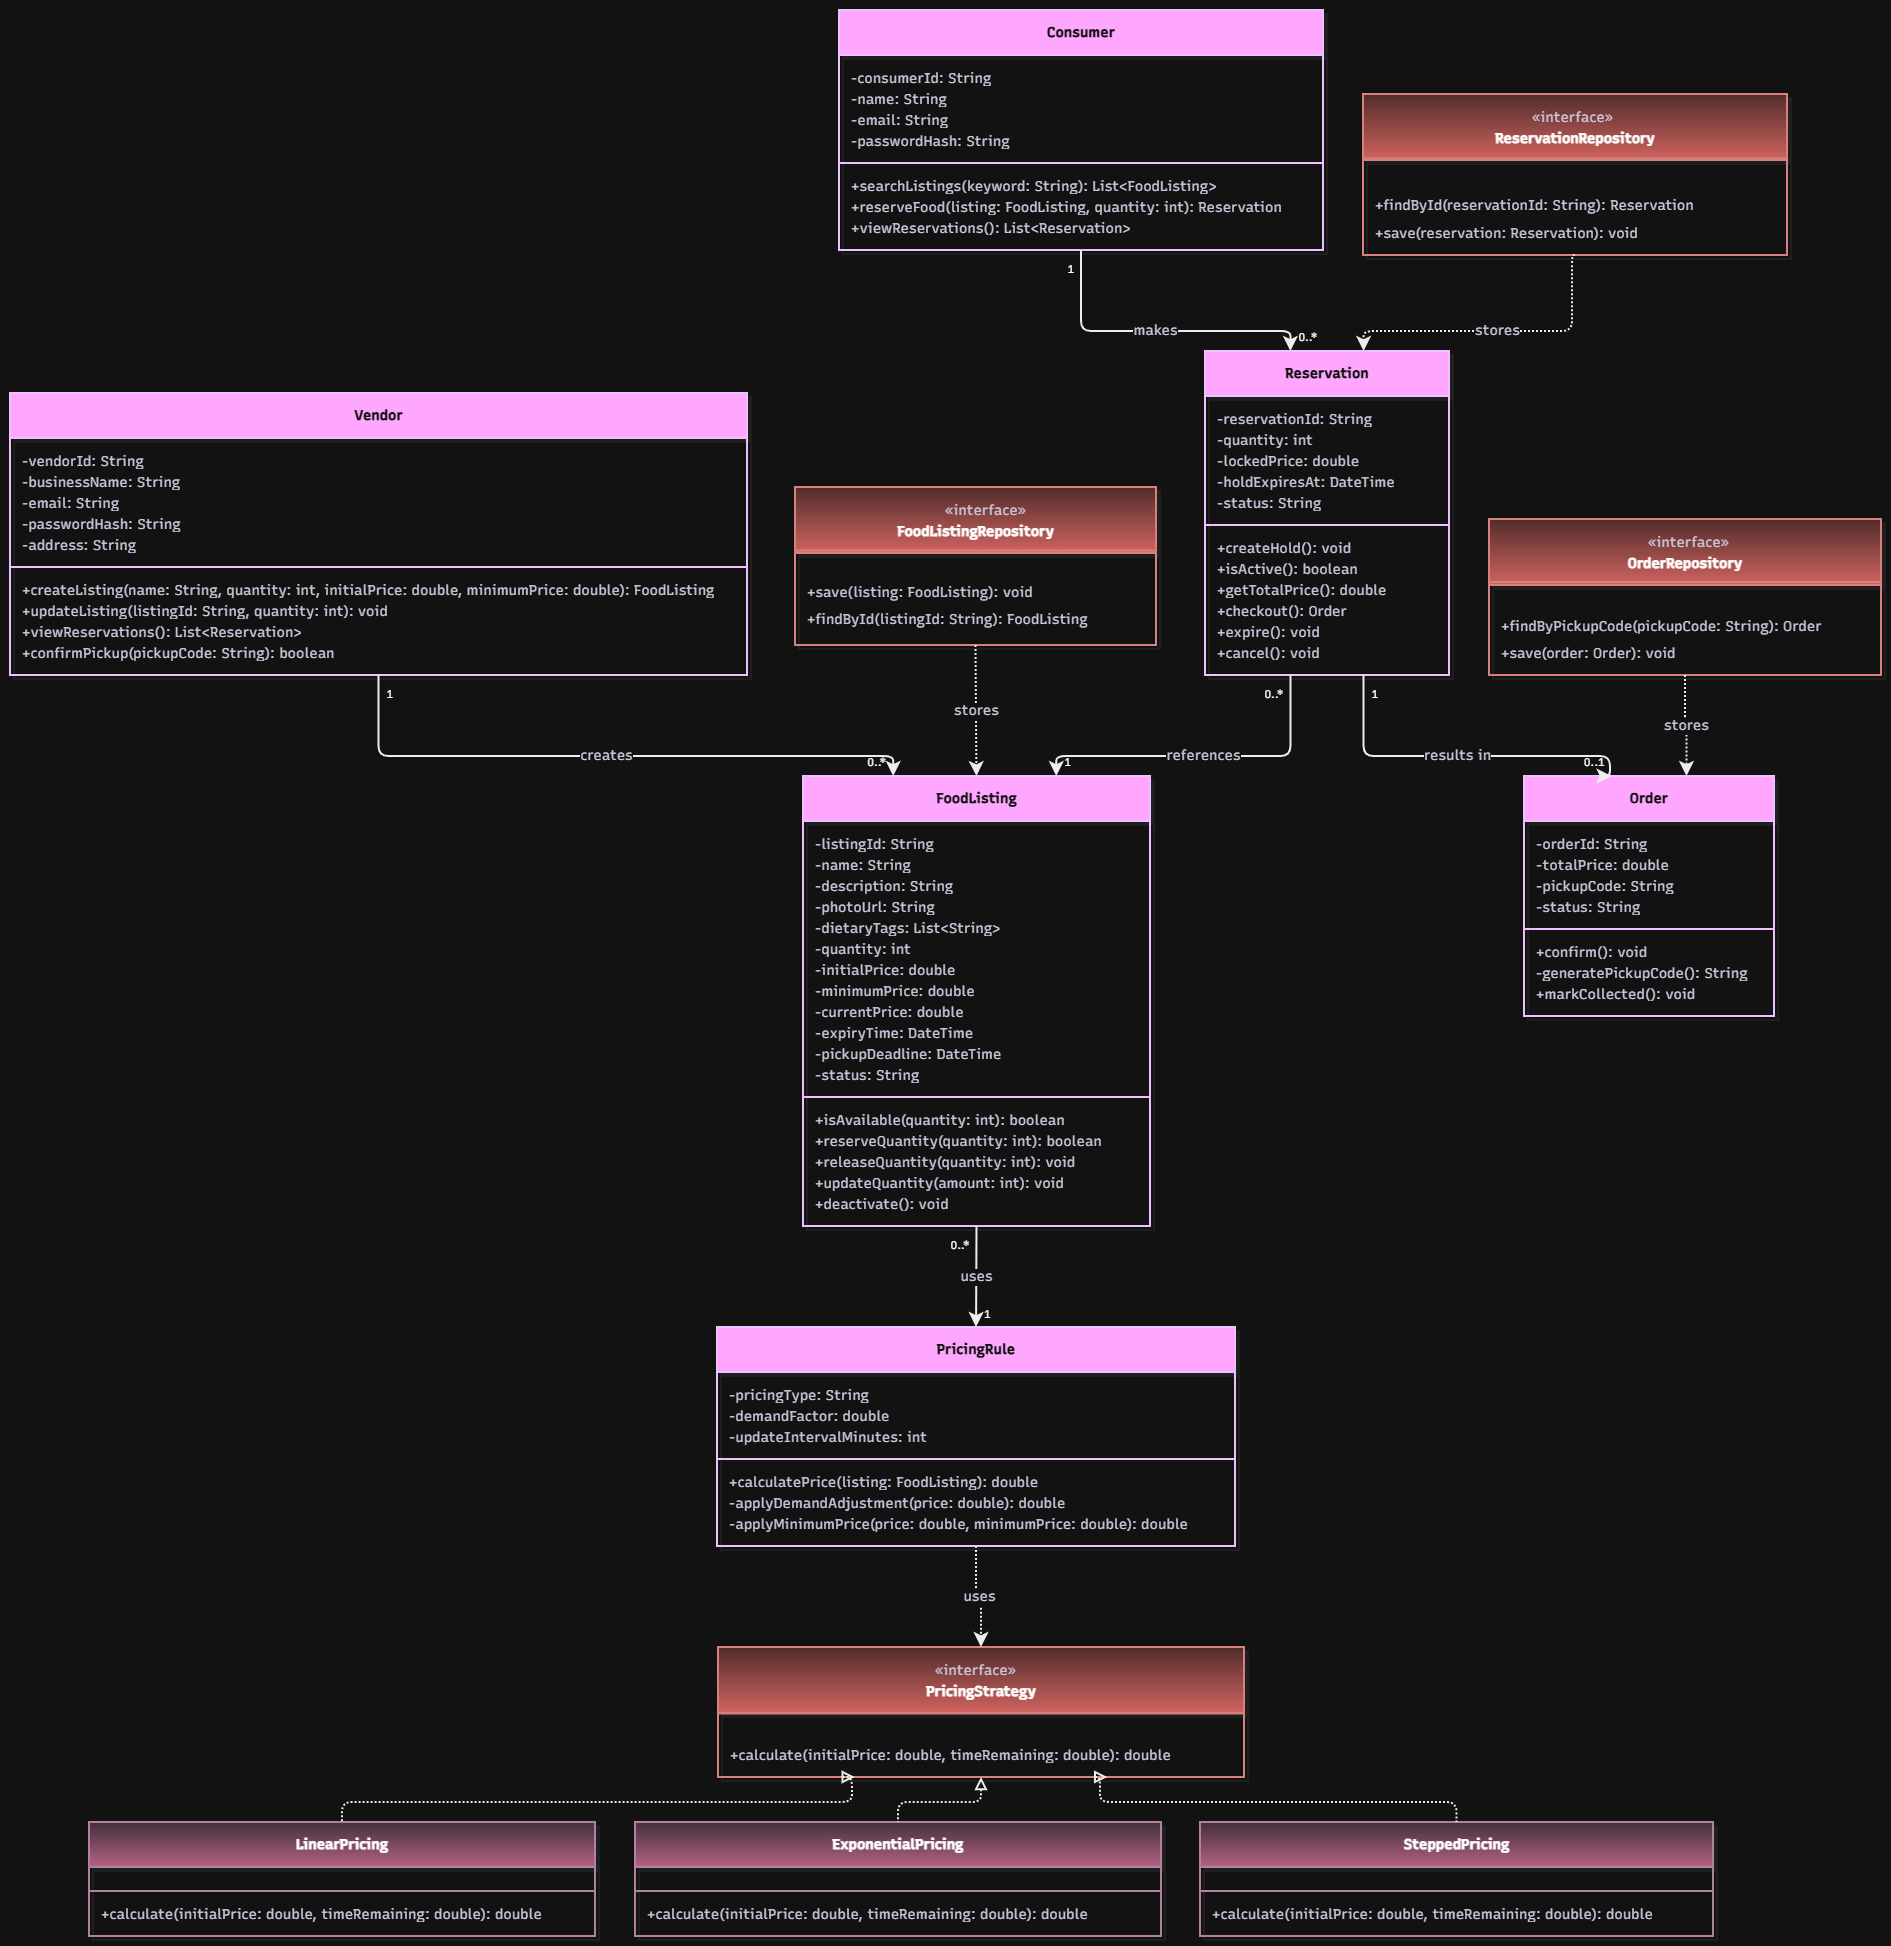 Consumer
-consumerId: String
-name: String
-email: String
-passwordHash: String
+searchListings(keyword: String): List<FoodListing>
+reserveFood(listing: FoodListing, quantity: int): Reservation
+viewReservations(): List<Reservation>
«interface»
ReservationRepository
+findById(reservationId: String): Reservation
+save(reservation: Reservation): void
1
makes
0..*
stores
Reservation
-reservationId: String
-quantity: int
-lockedPrice: double
-holdExpiresAt: DateTime
-status: String
+createHold(): void
+isActive(): boolean
+getTotalPrice(): double
+checkout(): Order
+expire(): void
+cancel(): void
Vendor
-vendorId: String
-businessName: String
-email: String
-passwordHash: String
-address: String
+createListing(name: String, quantity: int, initialPrice: double, minimumPrice: double): FoodListing
+updateListing(listingId: String, quantity: int): void
+viewReservations(): List<Reservation>
+confirmPickup(pickupCode: String): boolean
«interface»
FoodListingRepository
+save(listing: FoodListing): void
+findById(listingId: String): FoodListing
«interface»
OrderRepository
+findByPickupCode(pickupCode: String): Order
+save(order: Order): void
1
creates
0..*
stores
0..*
references
1
1
results in
0..1
stores
FoodListing
-listingId: String
-name: String
-description: String
-photoUrl: String
-dietaryTags: List<String>
-quantity: int
-initialPrice: double
-minimumPrice: double
-currentPrice: double
-expiryTime: DateTime
-pickupDeadline: DateTime
-status: String
+isAvailable(quantity: int): boolean
+reserveQuantity(quantity: int): boolean
+releaseQuantity(quantity: int): void
+updateQuantity(amount: int): void
+deactivate(): void
Order
-orderId: String
-totalPrice: double
-pickupCode: String
-status: String
+confirm(): void
-generatePickupCode(): String
+markCollected(): void
0..*
uses
1
PricingRule
-pricingType: String
-demandFactor: double
-updateIntervalMinutes: int
+calculatePrice(listing: FoodListing): double
-applyDemandAdjustment(price: double): double
-applyMinimumPrice(price: double, minimumPrice: double): double
uses
«interface»
PricingStrategy
+calculate(initialPrice: double, timeRemaining: double): double
LinearPricing
+calculate(initialPrice: double, timeRemaining: double): double
ExponentialPricing
+calculate(initialPrice: double, timeRemaining: double): double
SteppedPricing
+calculate(initialPrice: double, timeRemaining: double): double